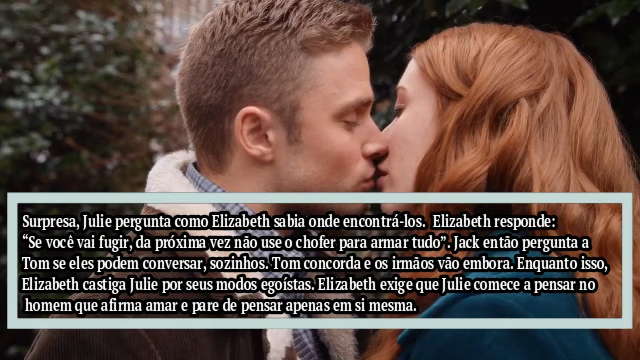 Surpresa, Julie pergunta como Elizabeth sabia onde encontrá-los. Elizabeth responde:
“Se você vai fugir, da próxima vez não use o chofer para armar tudo”. Jack então pergunta a
Tom se eles podem conversar, sozinhos. Tom concorda e os irmãos vão embora. Enquanto isso,
Elizabeth castiga Julie por seus modos egoístas. Elizabeth exige que Julie comece a pensar no
homem que afirma amar e pare de pensar apenas em si mesma.